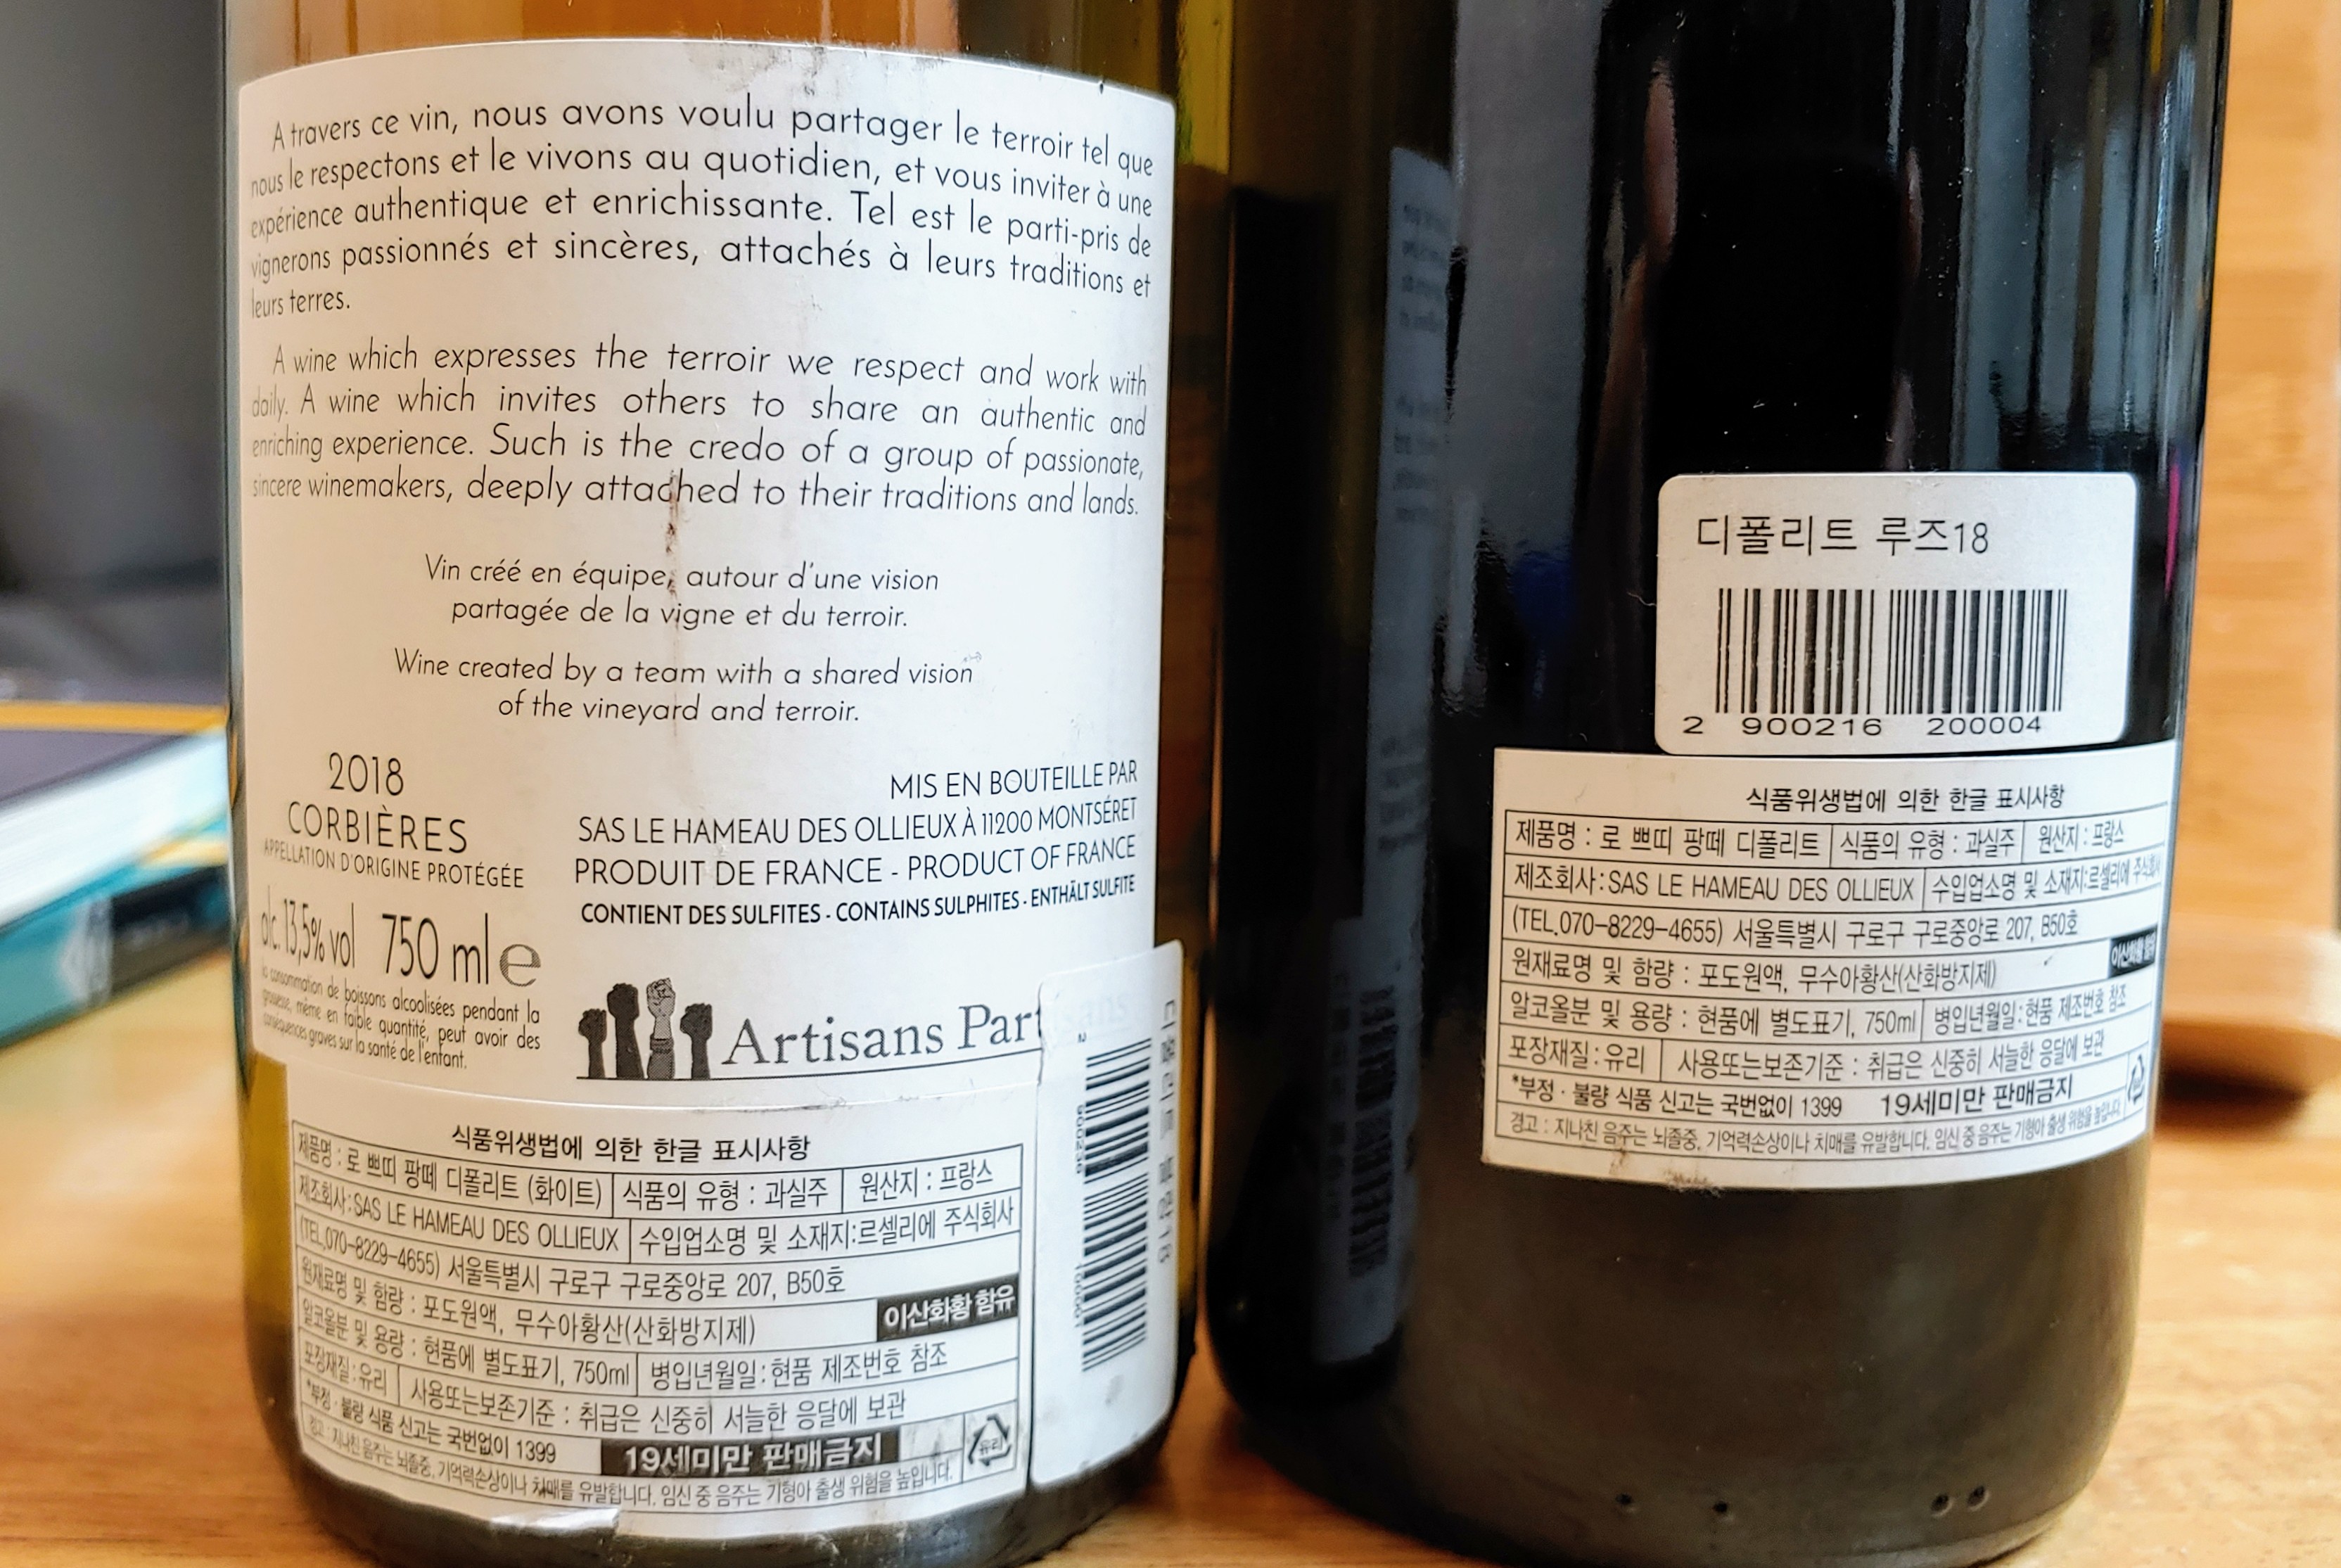 A travers ce vin, nous avons voulu partager le terroir tel que
nous le respectons et le vivons au quotidien, et vous inviter à une
expérience authentique et enrichissante. Tel est le parti-pris de
vignerons passionnés et sincères, attachés à leurs traditions et
leurs terres.
A wine which expresses the terroir we respect and work with
daily. A wine which invites others to share an authentic and
enriching experience. Such is the credo of a group of passionate,
sincere winemakers, deeply attached to their traditions and lands.
Vin créé en équipe, autour d'une vision
partagée de la vigne et du terroir.
Wine created by a team with a shared vision
of the vineyard and terroir.
2018
CORBIÈRES
APPELLATION D'ORIGINE PROTÉGÉE
alc. 13,5% vol 750 ml e
la consommation de boissons alcoolisées pendant la
grossesse, même en faible quantité, peut avoir des
conséquences graves sur la santé de l'enfant.
MIS EN BOUTEILLE PAR
SAS LE HAMEAU DES OLLIEUX À 11200 MONTSÉRET
PRODUIT DE FRANCE - PRODUCT OF FRANCE
CONTIENT DES SULFITES - CONTAINS SULPHITES - ENTHÄLT SULFITE
Artisans Partisans
식품위생법에 의한 한글 표시사항
제품명 : 로 쁘띠 팡떼 디폴리트 (화이트) 식품의 유형 : 과실주 원산지 : 프랑스
제조회사:SAS LE HAMEAU DES OLLIEUX 수입업소명 및 소재지:르셀리에 주식회사
(TEL.070-8229-4655) 서울특별시 구로구 구로중앙로 207, B50호
원재료명 및 함량 : 포도원액, 무수아황산(산화방지제) 이산화황 함유
알코올분 및 용량 : 현품에 별도표기, 750ml 병입년월일:현품 제조번호 참조
포장재질:유리 사용또는보존기준 : 취급은 신중히 서늘한 응달에 보관
*부정·불량 식품 신고는 국번없이 1399 19세미만 판매금지
유리
경고 : 지나친 음주는 뇌졸중, 기억력손상이나 치매를 유발합니다. 임신 중 음주는 기형아 출생 위험을 높입니다.
디폴리트 루즈18
2 900216 200004
식품위생법에 의한 한글 표시사항
제품명 : 로 쁘띠 팡떼 디폴리트 식품의 유형 : 과실주 원산지 : 프랑스
제조회사:SAS LE HAMEAU DES OLLIEUX 수입업소명 및 소재지:르셀리에 주식회사
(TEL.070-8229-4655) 서울특별시 구로구 구로중앙로 207, B50호
원재료명 및 함량 : 포도원액, 무수아황산(산화방지제) 이산화황 함유
알코올분 및 용량 : 현품에 별도표기, 750ml 병입년월일:현품 제조번호 참조
포장재질:유리 사용또는보존기준 : 취급은 신중히 서늘한 응달에 보관
*부정·불량 식품 신고는 국번없이 1399 19세미만 판매금지
경고 : 지나친 음주는 뇌졸중, 기억력손상이나 치매를 유발합니다. 임신 중 음주는 기형아 출생 위험을 높입니다.